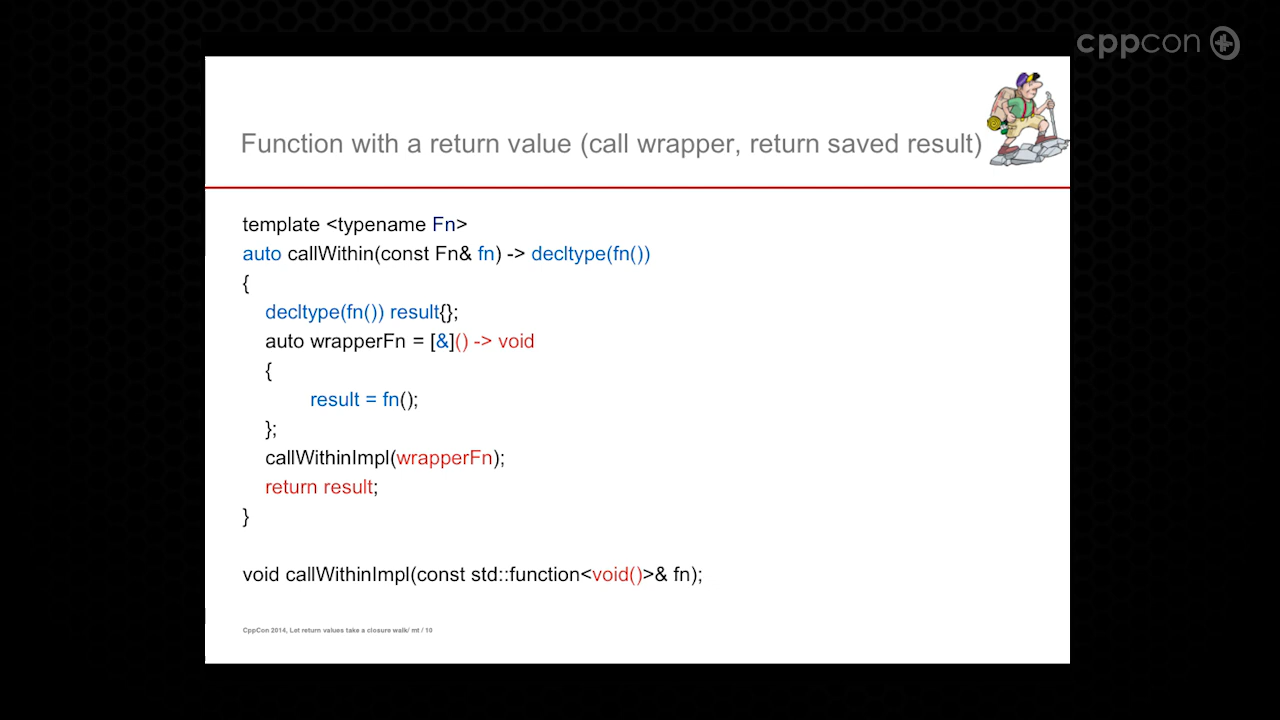 cppcon
Function with a return value (call wrapper, return saved result)
template <typename Fn>
auto callWithin(const Fn& fn) -> decltype(fn())
{
decltype(fn()) result{};
auto wrapperFn = [&]() -> void
{
result = fn();
};
callWithinImpl(wrapperFn);
return result;
}
void callWithinImpl(const std::function<void()>& fn);
CppCon 2014, Let return values take a closure walk/ mt / 10